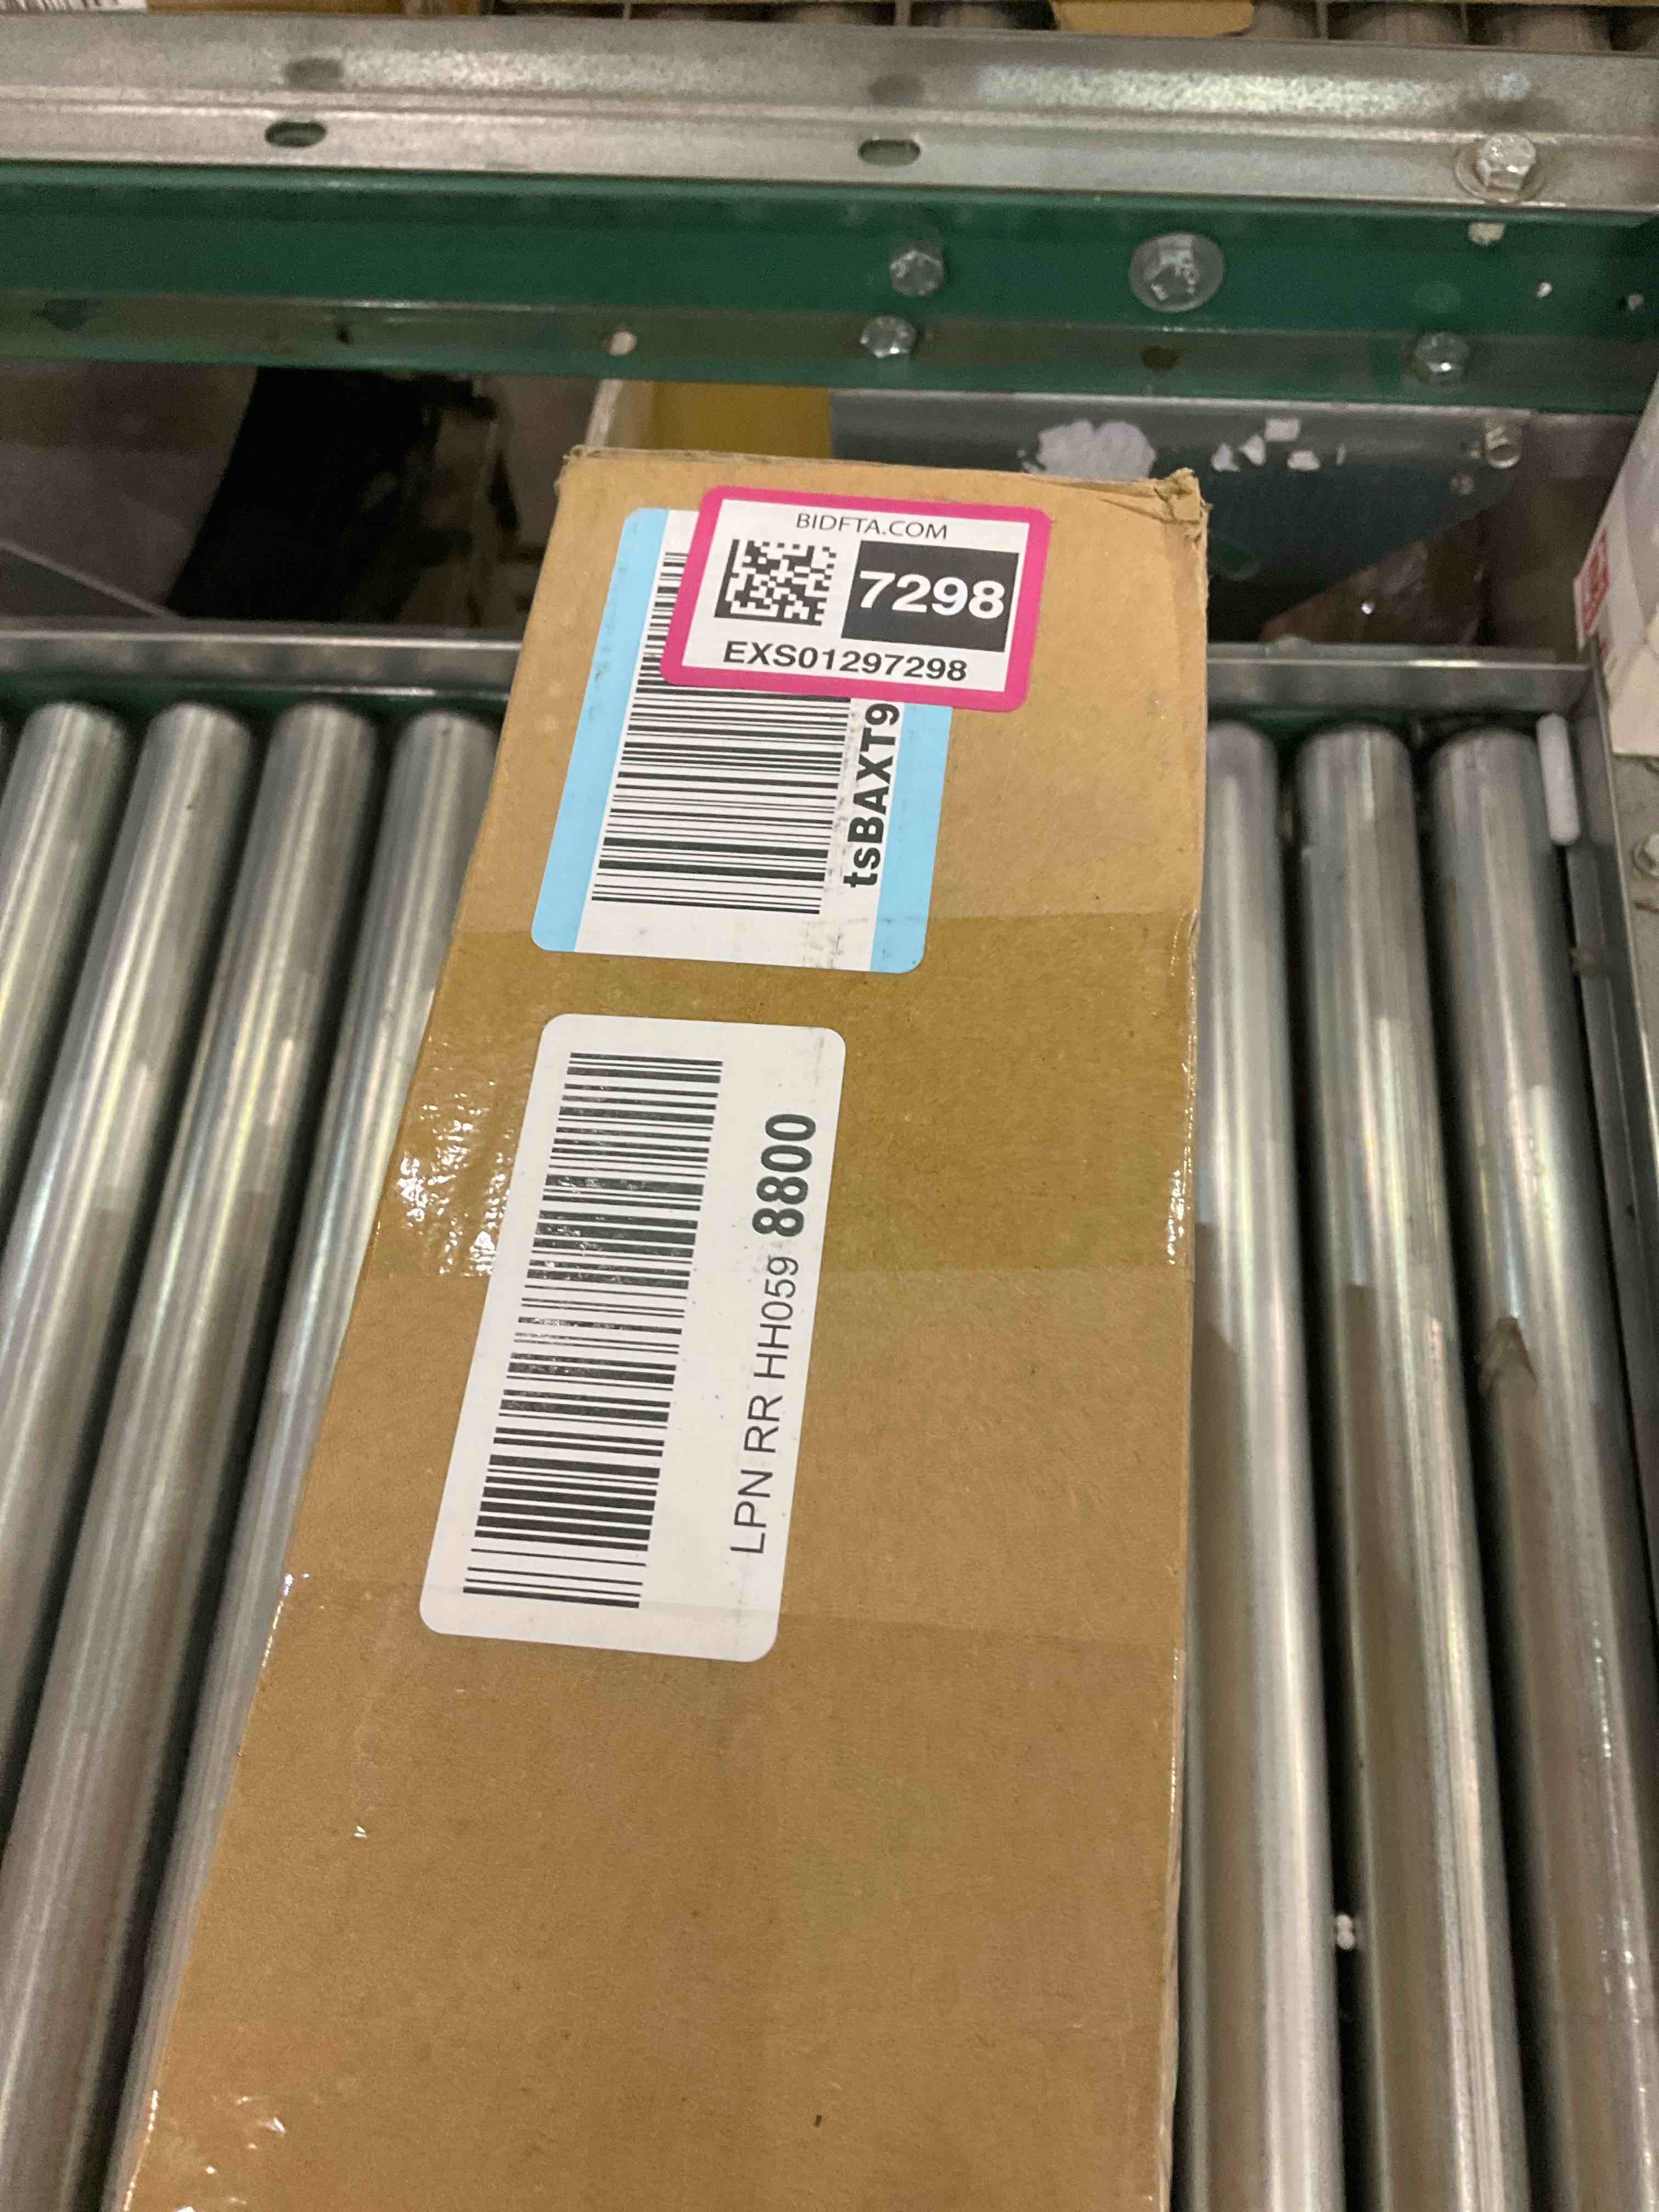 BIDFTA.COM
7298
EXS01297298
tsBAXT9
LPN RR HH059 8800